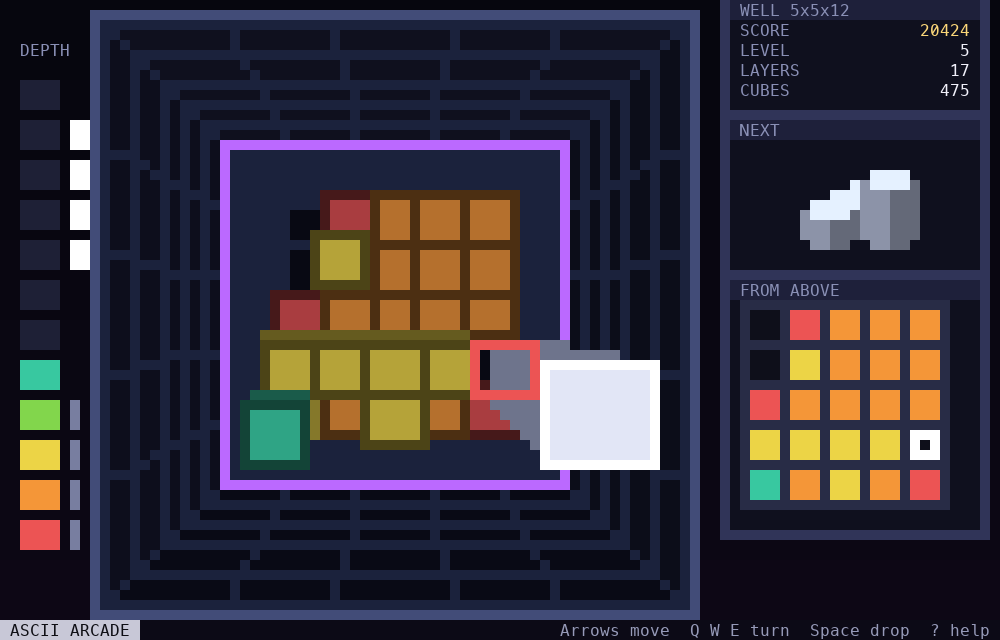 WELL 5x5x12
SCORE 20424
LEVEL 5
LAYERS 17
CUBES 475
DEPTH
NEXT
FROM ABOVE
ASCII ARCADE
Arrows move  Q W E turn  Space drop  ? help